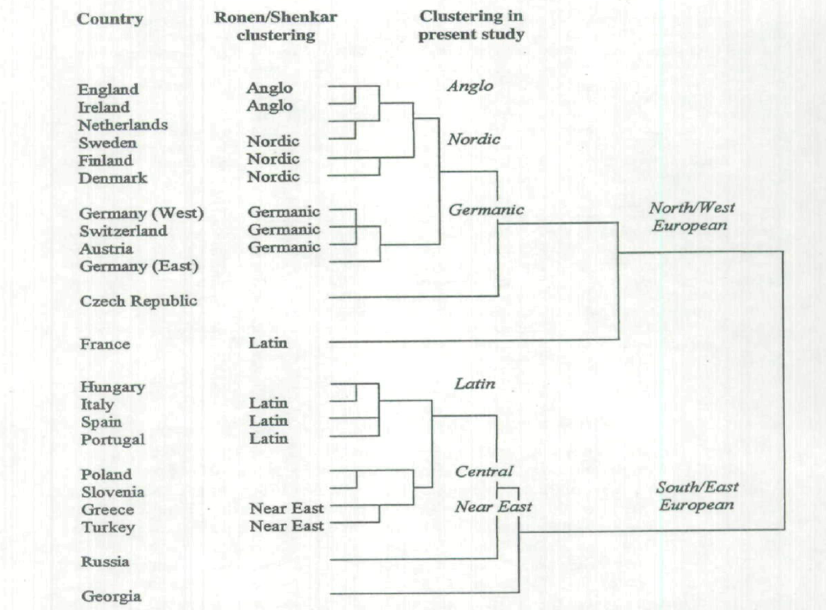 Country Ronen/Shenkar Clustering in
clustering present study
England Anglo Anglo
Ireland Anglo
Netherlands
Sweden Nordic Nordic
Finland Nordic
Denmark Nordic
Germany (West) Germanic Germanic North/West
Switzerland Germanic European
Austria Germanic
Germany (East)
Czech Republic
France Latin
Hungary Latin
Italy Latin
Spain Latin
Portugal Latin
Poland Central
Slovenia South/East
Greece Near East Near East European
Turkey Near East
Russia
Georgia